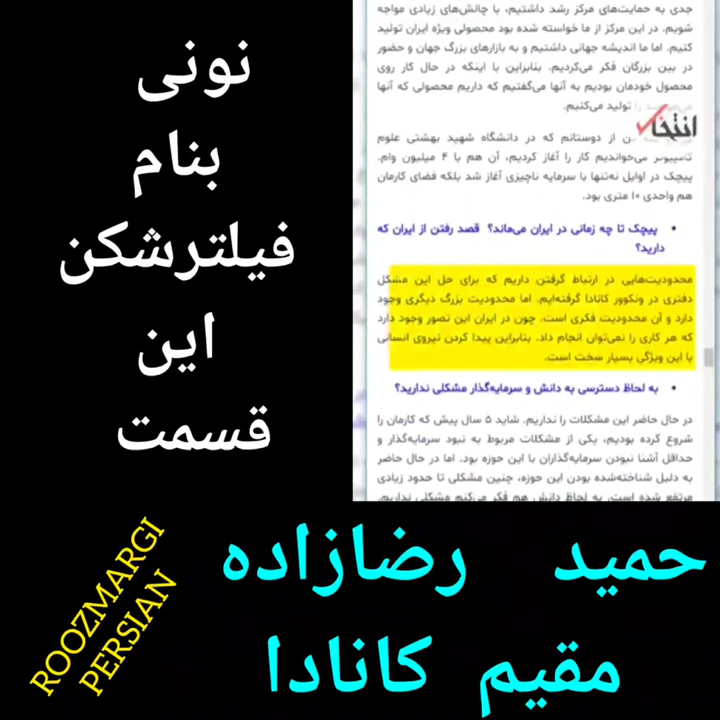 نونی
بنام
فیلترشکن
این
قسمت
جدی به حمایت‌های مرکز رشد داشتیم، با چالش‌های زیادی مواجه
شویم. در این مرکز از ما خواسته شده بود محصولی ویژه ایران تولید
کنیم. اما ما اندیشه جهانی داشتیم و به بازارهای بزرگ جهان و حضور
در بین بزرگان فکر می‌کردیم. بنابراین با اینکه در حال کار روی
محصول خودمان بودیم به آنها می‌گفتیم که داریم محصولی که آنها
را تولید می‌کنیم.
انتخاب
از دوستانم که در دانشگاه شهید بهشتی علوم
کامپیوتر می‌خواندیم کار را آغاز کردیم، آن هم با ۴ میلیون وام.
پیچک در اوایل نه‌تنها با سرمایه ناچیزی آغاز شد بلکه فضای کارمان
هم واحدی ۱۰ متری بود.
• پیچک تا چه زمانی در ایران می‌ماند؟ قصد رفتن از ایران که
دارید؟
محدودیت‌هایی در ارتباط گرفتن داریم که برای حل این مشکل
دفتری در ونکوور کانادا گرفته‌ایم. اما محدودیت بزرگ دیگری وجود
دارد و آن محدودیت فکری است، چون در ایران این تصور وجود دارد
که هر کاری را نمی‌توان انجام داد. بنابراین پیدا کردن نیروی انسانی
با این ویژگی بسیار سخت است.
• به لحاظ دسترسی به دانش و سرمایه‌گذار مشکلی ندارید؟
در حال حاضر این مشکلات را نداریم. شاید ۵ سال پیش که کارمان را
شروع کرده بودیم، یکی از مشکلات مربوط به نبود سرمایه‌گذار و
حداقل آشنا نبودن سرمایه‌گذاران با این حوزه بود. اما در حال حاضر
به دلیل شناخته‌شده بودن این حوزه، چنین مشکلی تا حدود زیادی
مرتفع شده است. به لحاظ دانش هم فکر می‌کنم مشکلی نداریم.
حمید رضازاده
مقیم کانادا
ROOZMARGI
PERSIAN